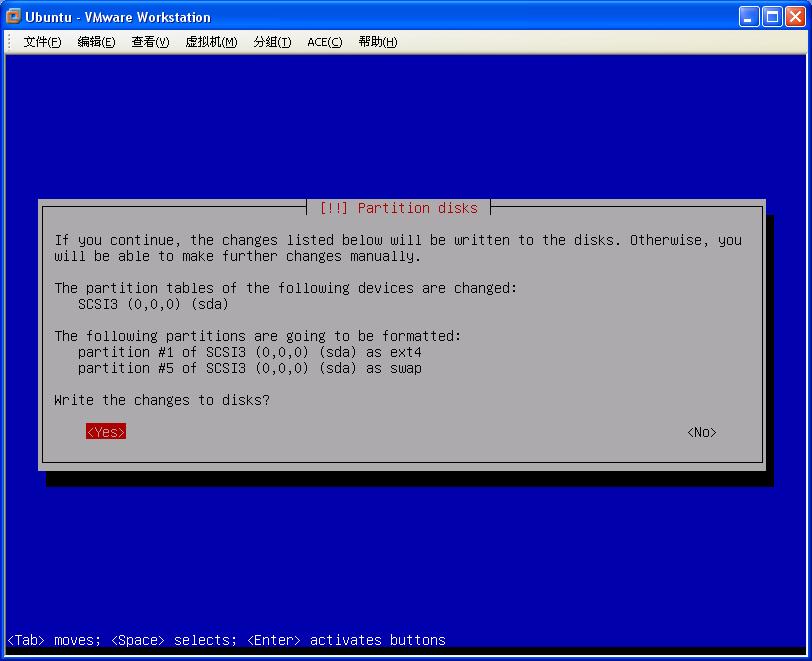 Ubuntu - VMware Workstation
文件(F) 编辑(E) 查看(V) 虚拟机(M) 分组(T) ACE(C) 帮助(H)
[!!] Partition disks
If you continue, the changes listed below will be written to the disks. Otherwise, you
will be able to make further changes manually.
The partition tables of the following devices are changed:
SCSI3 (0,0,0) (sda)
The following partitions are going to be formatted:
partition #1 of SCSI3 (0,0,0) (sda) as ext4
partition #5 of SCSI3 (0,0,0) (sda) as swap
Write the changes to disks?
<Yes> <No>
<Tab> moves; <Space> selects; <Enter> activates buttons